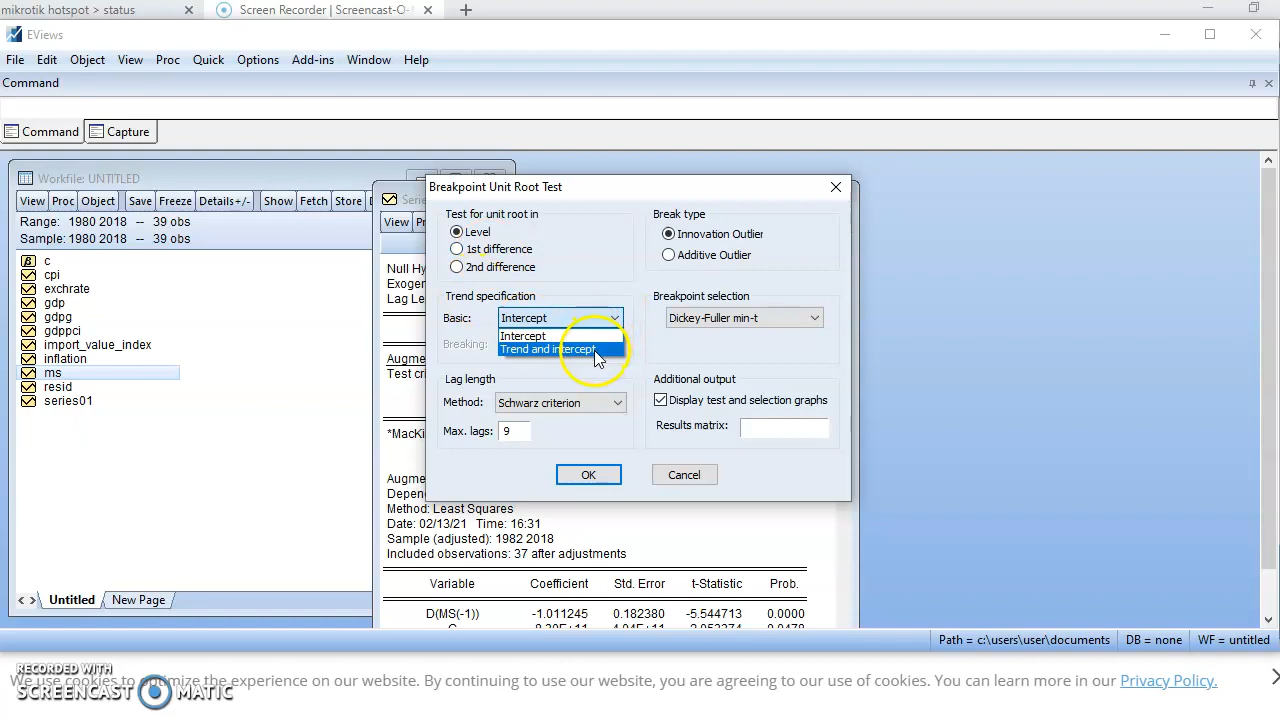 mikrotik hotspot > status
Screen Recorder | Screencast-O-
EViews
File Edit Object View Proc Quick Options Add-ins Window Help
Command
Command Capture
Workfile: UNTITLED
View Proc Object Save Freeze Details+/- Show Fetch Store
Range: 1980 2018 -- 39 obs
Sample: 1980 2018 -- 39 obs
c
cpi
exchrate
gdp
gdpg
gdppci
import_value_index
inflation
ms
resid
series01
Untitled New Page
View
Null Hy
Exogen
Lag Le
Augme
Test cri
*MacKi
Augme
Depen
Method: Least Squares
Date: 02/13/21 Time: 16:31
Sample (adjusted): 1982 2018
Included observations: 37 after adjustments
Variable Coefficient Std. Error t-Statistic Prob.
D(MS(-1)) -1.011245 0.182380 -5.544713 0.0000
Breakpoint Unit Root Test
Test for unit root in
Level
1st difference
2nd difference
Break type
Innovation Outlier
Additive Outlier
Trend specification
Basic: Intercept
Intercept
Trend and intercept
Breaking:
Breakpoint selection
Dickey-Fuller min-t
Lag length
Method: Schwarz criterion
Max. lags: 9
Additional output
Display test and selection graphs
Results matrix:
OK Cancel
Path = c:\users\user\documents DB = none WF = untitled
RECORDED WITH
SCREENCAST MATIC
We use cookies to optimize the experience on our website. By continuing to use our website, you are agreeing to our use of cookies. You can learn more in our Privacy Policy.